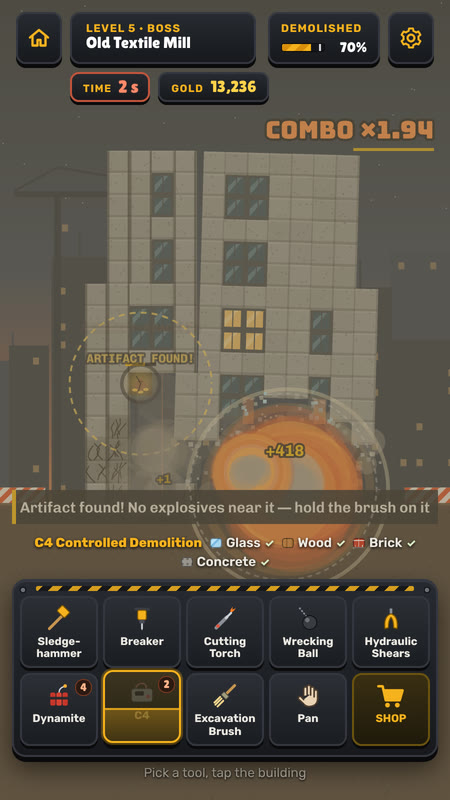 LEVEL 5 • BOSS
Old Textile Mill
DEMOLISHED
70%
TIME 2 s
GOLD 13,236
COMBO ×1.94
ARTIFACT FOUND!
+418
+1
Artifact found! No explosives near it — hold the brush on it
C4 Controlled Demolition Glass ✓ Wood ✓ Brick ✓
Concrete ✓
Sledge-
hammer
Breaker
Cutting
Torch
Wrecking
Ball
Hydraulic
Shears
4
Dynamite
2
C4
Excavation
Brush
Pan
SHOP
Pick a tool, tap the building